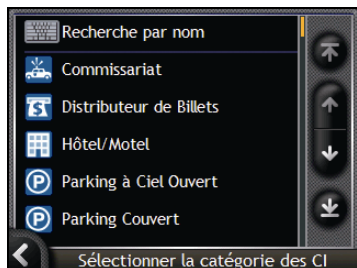 Recherche par nom
Commissariat
Distributeur de Billets
Hôtel/Motel
P Parking à Ciel Ouvert
P Parking Couvert
Sélectionner la catégorie des CI